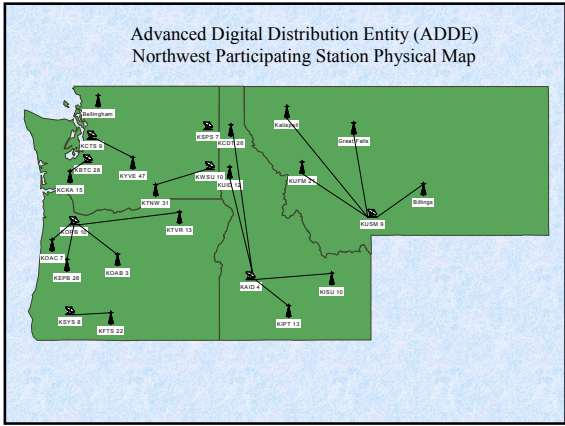 Advanced Digital Distribution Entity (ADDE)
Northwest Participating Station Physical Map
Bellingham
KCTS 9
KBTC 28
KCKA 15
KYVE 47
KSPS 7
KCDT 26
KWSU 10
KUID 12
KTNW 31
Kalispell
Great Falls
KUFM 21
KUSM 9
Billings
KOPB 10
KTVR 13
KOAC 7
KEPB 28
KOAB 3
KAID 4
KISU 10
KIPT 13
KSYS 8
KFTS 22